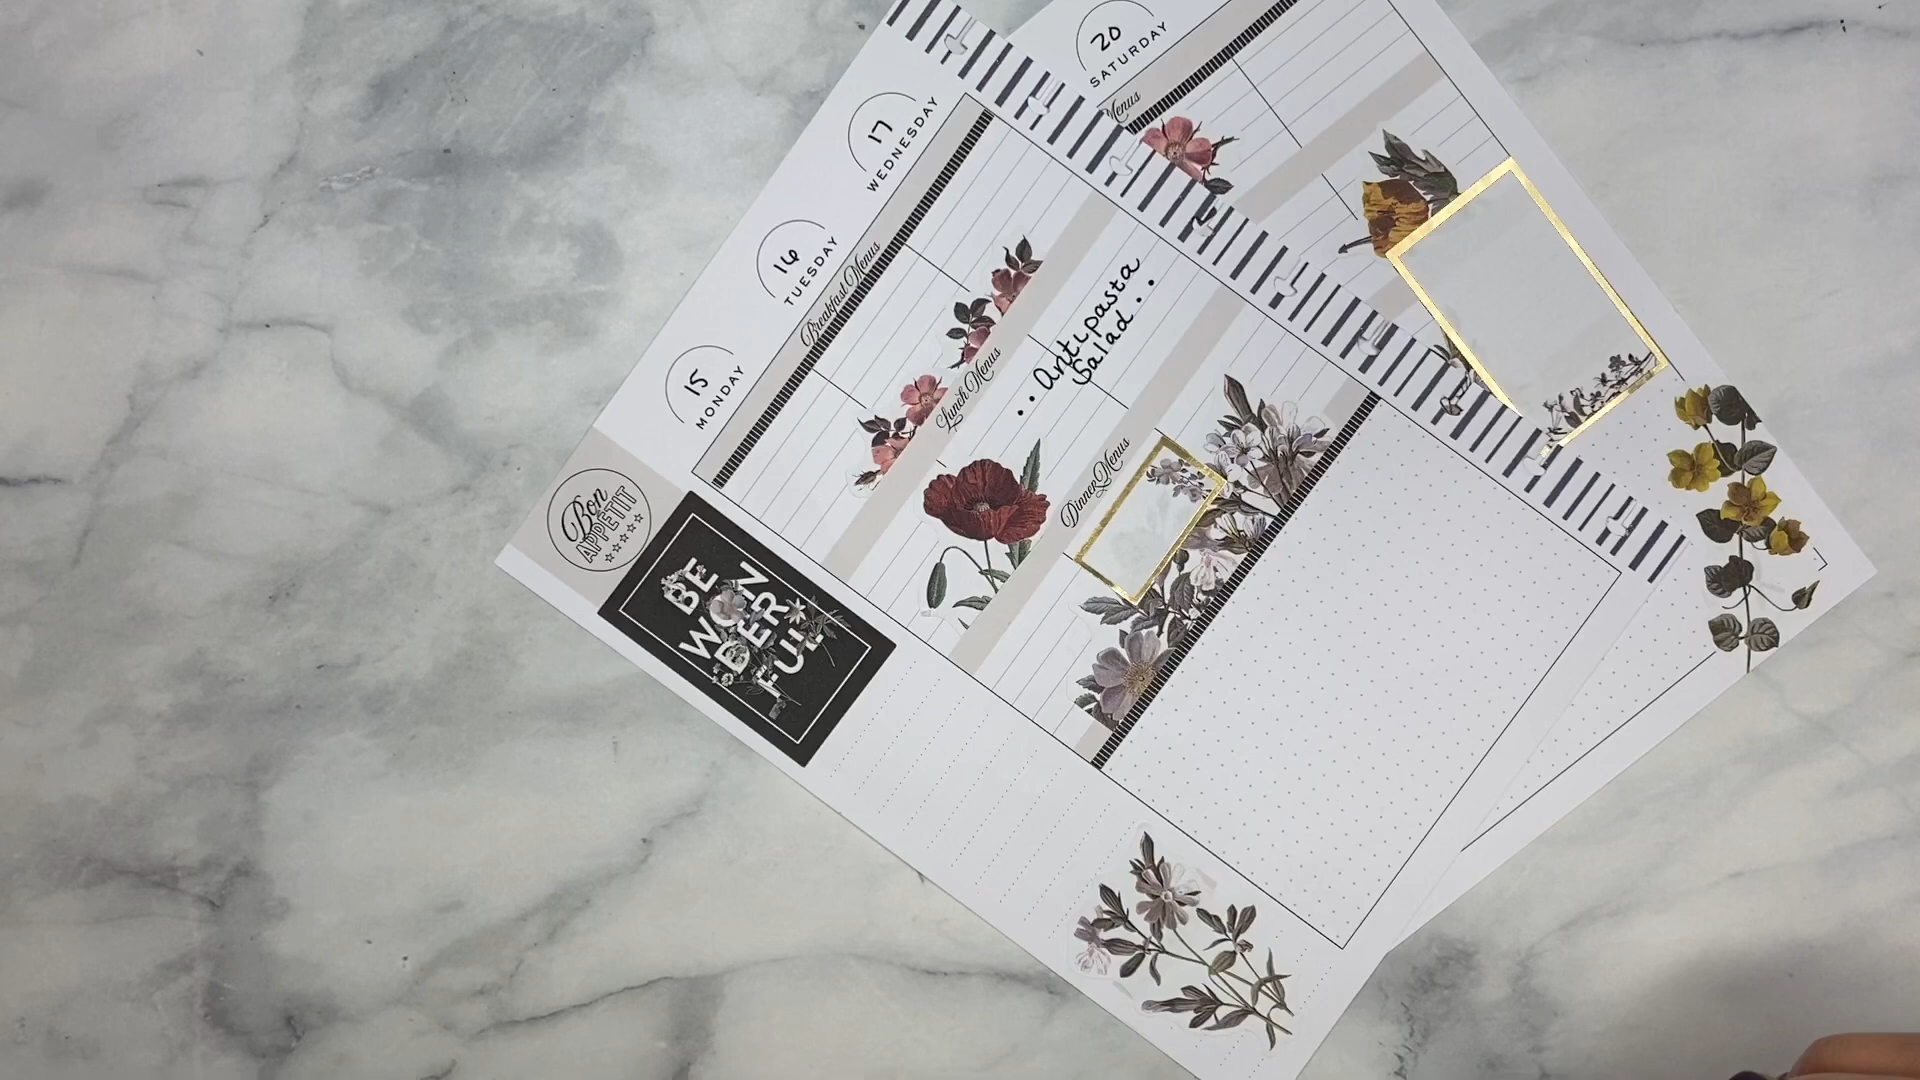 15
MONDAY
16
TUESDAY
17
WEDNESDAY
20
SATURDAY
Menus
Breakfast Menus
Lunch Menus
..Antipasta
Salad..
Dinner Menus
Bon
APPÉTIT
BE
WON
DER
FUL